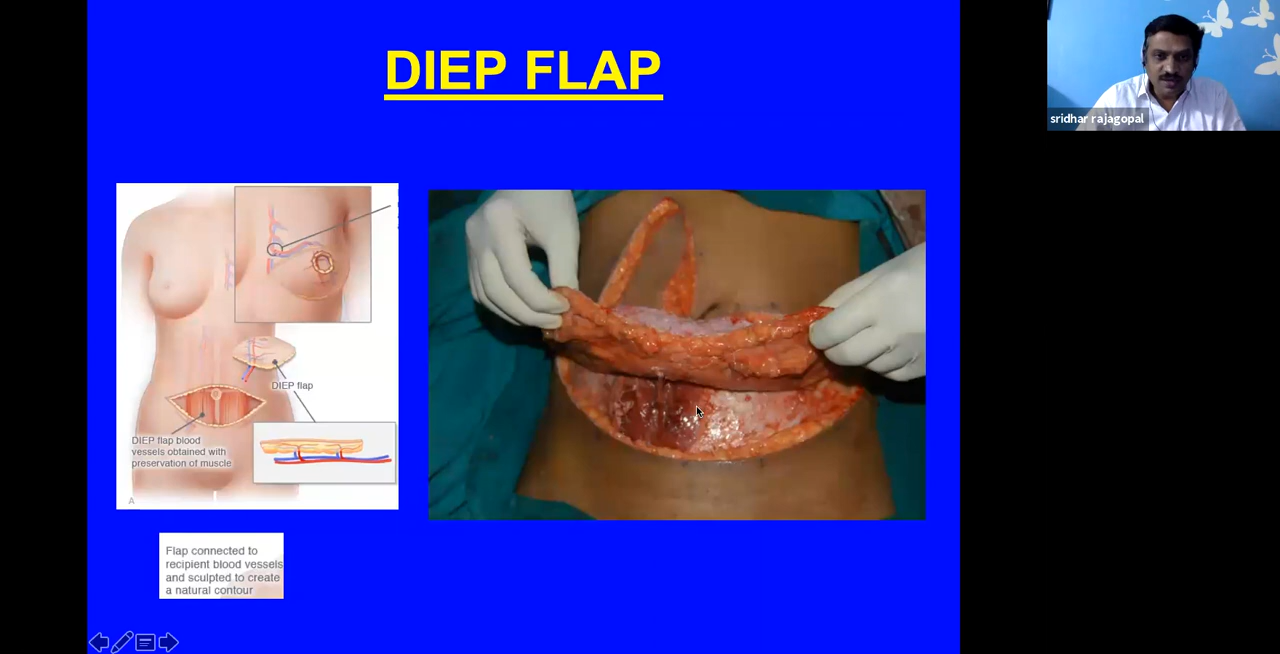 DIEP FLAP
sridhar rajagopal
DIEP flap
DIEP flap blood
vessels obtained with
preservation of muscle
A
Flap connected to
recipient blood vessels
and sculpted to create
a natural contour